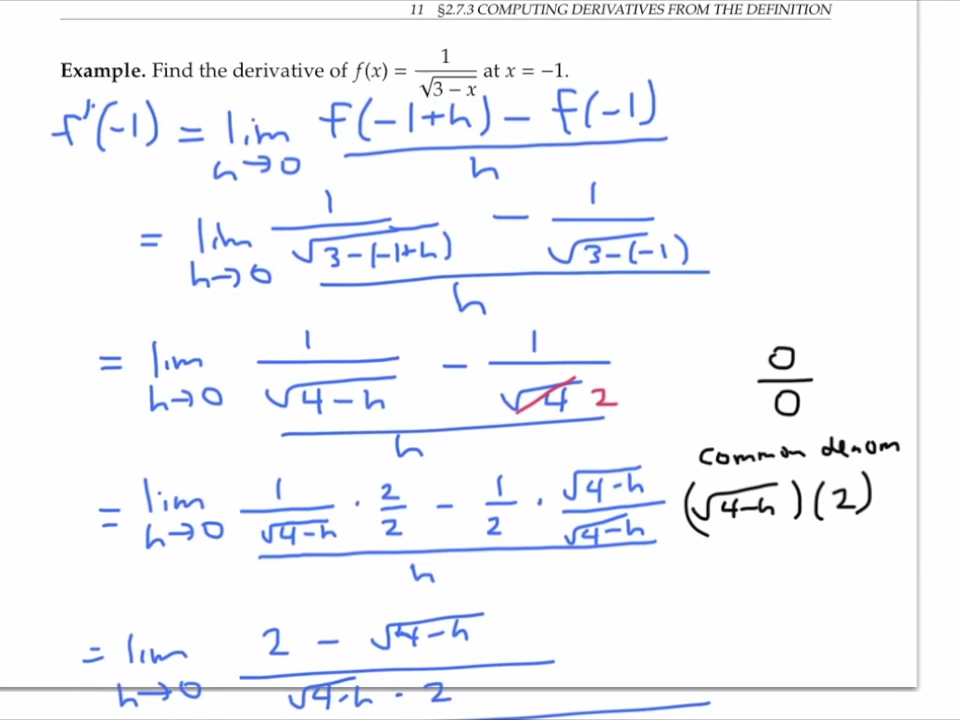 11 §2.7.3 COMPUTING DERIVATIVES FROM THE DEFINITION
Example. Find the derivative of f(x) = 1/√(3 − x) at x = −1.
f'(-1) = lim h→0 (f(-1+h) - f(-1))/h
= lim h→0 (1/√(3-(-1+h)) - 1/√(3-(-1)))/h
= lim h→0 (1/√(4-h) - 1/√4 2)/h
0/0
common denom
= lim h→0 (1/√(4-h) · 2/2 - 1/2 · √(4-h)/√(4-h))/h
(√(4-h))(2)
= lim h→0 (2 - √(4-h))/(√(4-h) · 2)